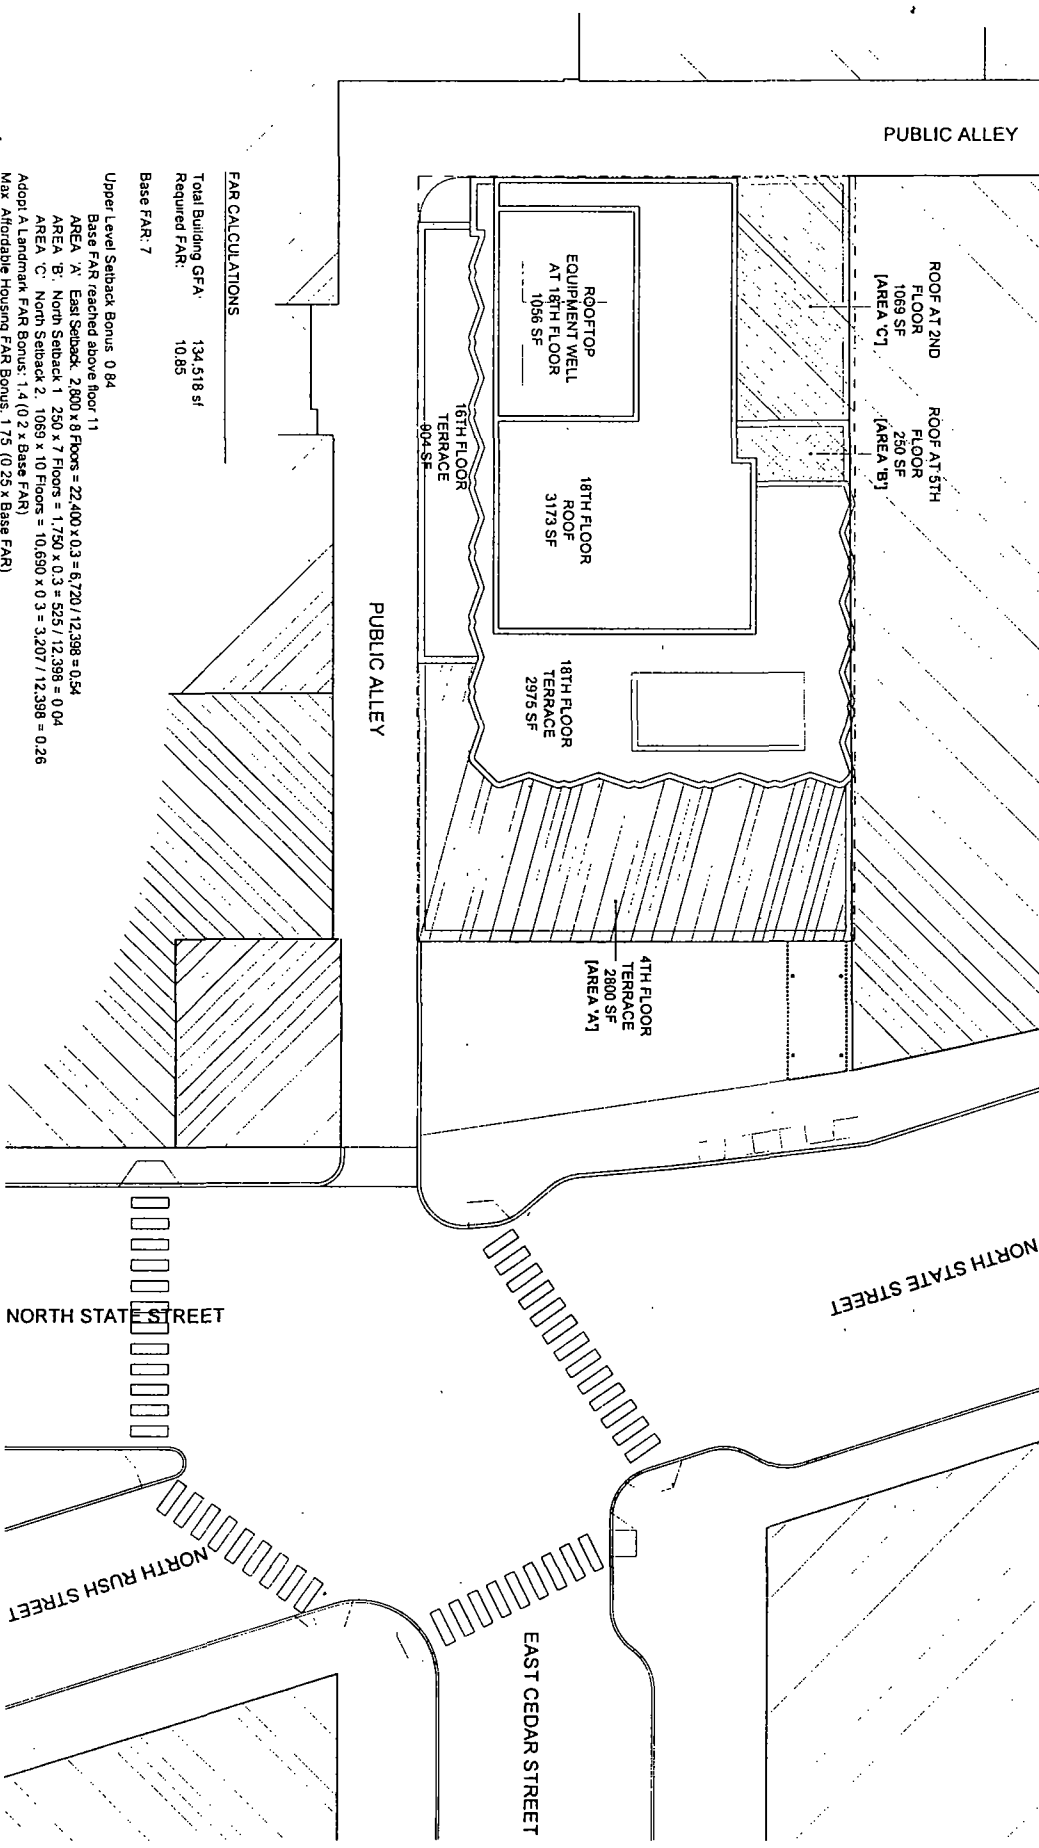 PUBLIC ALLEY
ROOF AT 2ND
FLOOR
1069 SF
[AREA 'C']
ROOF AT 5TH
FLOOR
250 SF
[AREA 'B']
ROOFTOP
EQUIPMENT WELL
AT 18TH FLOOR
1056 SF
18TH FLOOR
ROOF
3173 SF
16TH FLOOR
TERRACE
904 SF
18TH FLOOR
TERRACE
2975 SF
4TH FLOOR
TERRACE
2800 SF
[AREA 'A']
PUBLIC ALLEY
NORTH STATE STREET
NORTH STATE STREET
NORTH RUSH STREET
EAST CEDAR STREET
FAR CALCULATIONS
Total Building GFA: 134,518 sf
Required FAR: 10.85
Base FAR: 7
Upper Level Setback Bonus 0 84
Base FAR reached above floor 11
AREA 'A' East Setback. 2,800 x 8 Floors = 22,400 x 0.3 = 6,720 / 12,398 = 0.54
AREA 'B'. North Setback 1 250 x 7 Floors = 1,750 x 0.3 = 525 / 12,398 = 0 04
AREA 'C'. North Setback 2. 1069 x 10 Floors = 10,690 x 0 3 = 3,207 / 12,398 = 0.26
Adopt A Landmark FAR Bonus: 1.4 (0 2 x Base FAR)
Max Affordable Housing FAR Bonus. 1 75 (0 25 x Base FAR)